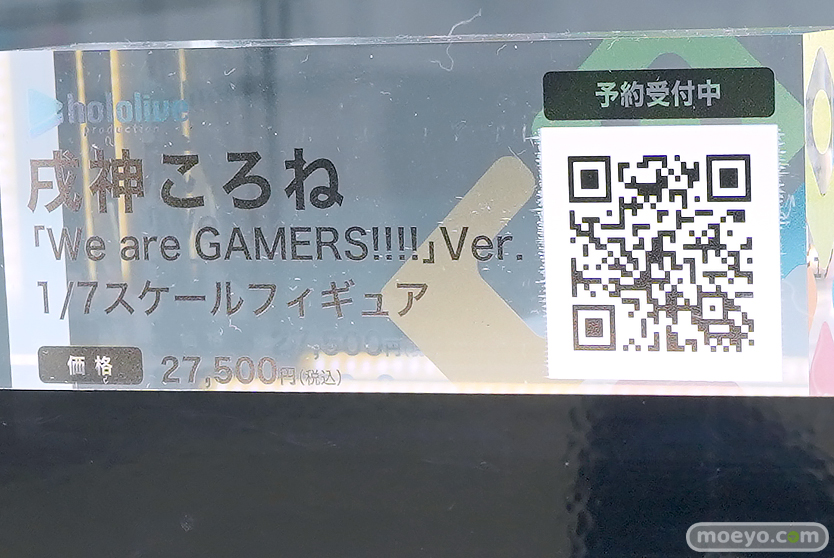 hololive
production
予約受付中
戌神ころね
「We are GAMERS!!!!」Ver.
1/7スケールフィギュア
価格 27,500円(税込)
moeyo.com